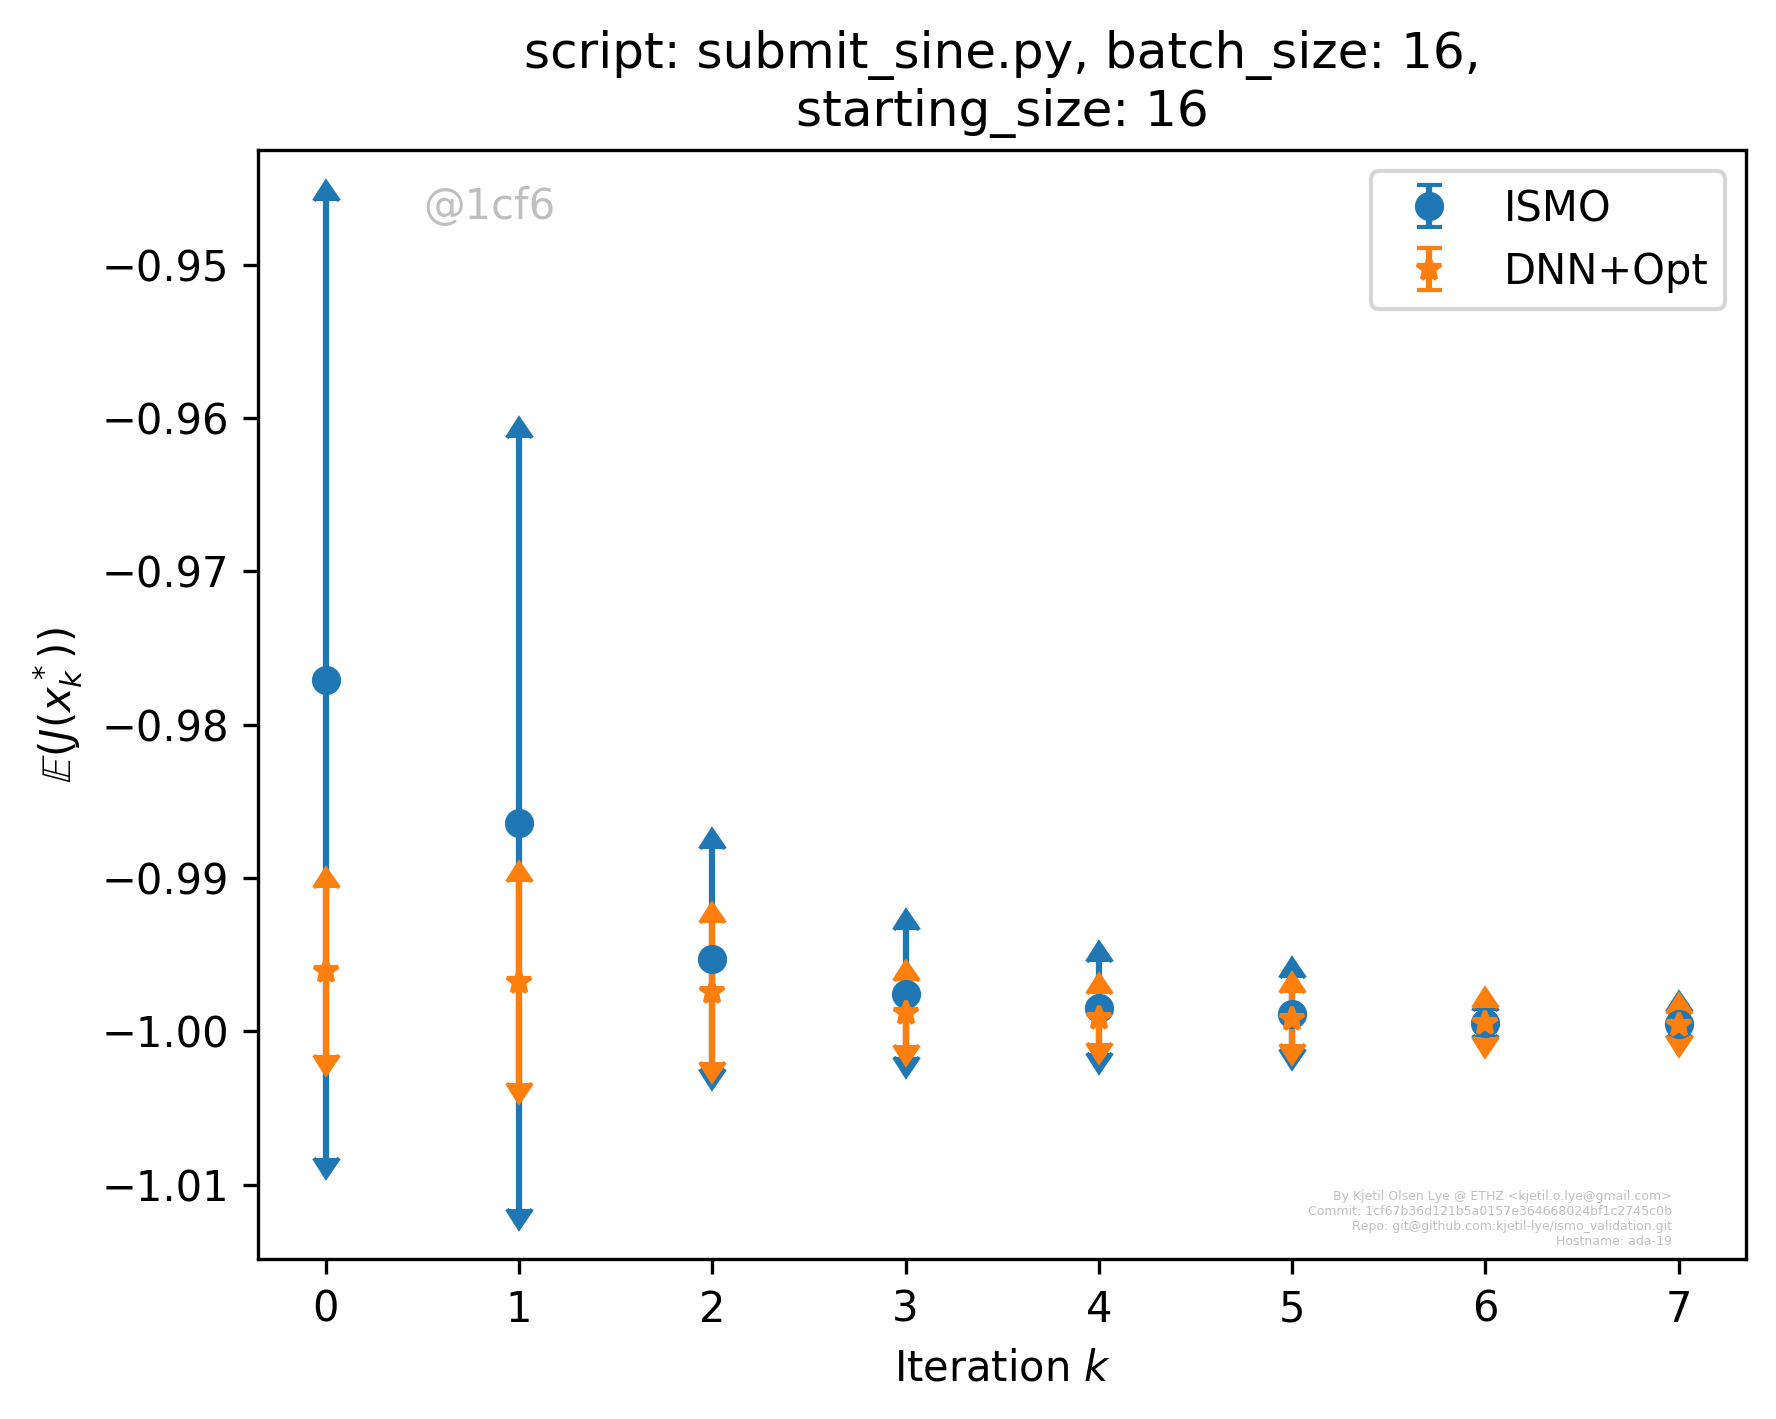 script: submit_sine.py, batch_size: 16,
starting_size: 16
@1cf6
ISMO
DNN+Opt
−0.95
−0.96
−0.97
−0.98
−0.99
−1.00
−1.01
𝔼(J(x_k^*))
By Kjetil Olsen Lye @ ETHZ <kjetil.o.lye@gmail.com>
Commit: 1cf67b36d121b5a0157e364668024bf1c2745c0b
Repo: git@github.com:kjetil-lye/ismo_validation.git
Hostname: ada-19
0 1 2 3 4 5 6 7
Iteration k